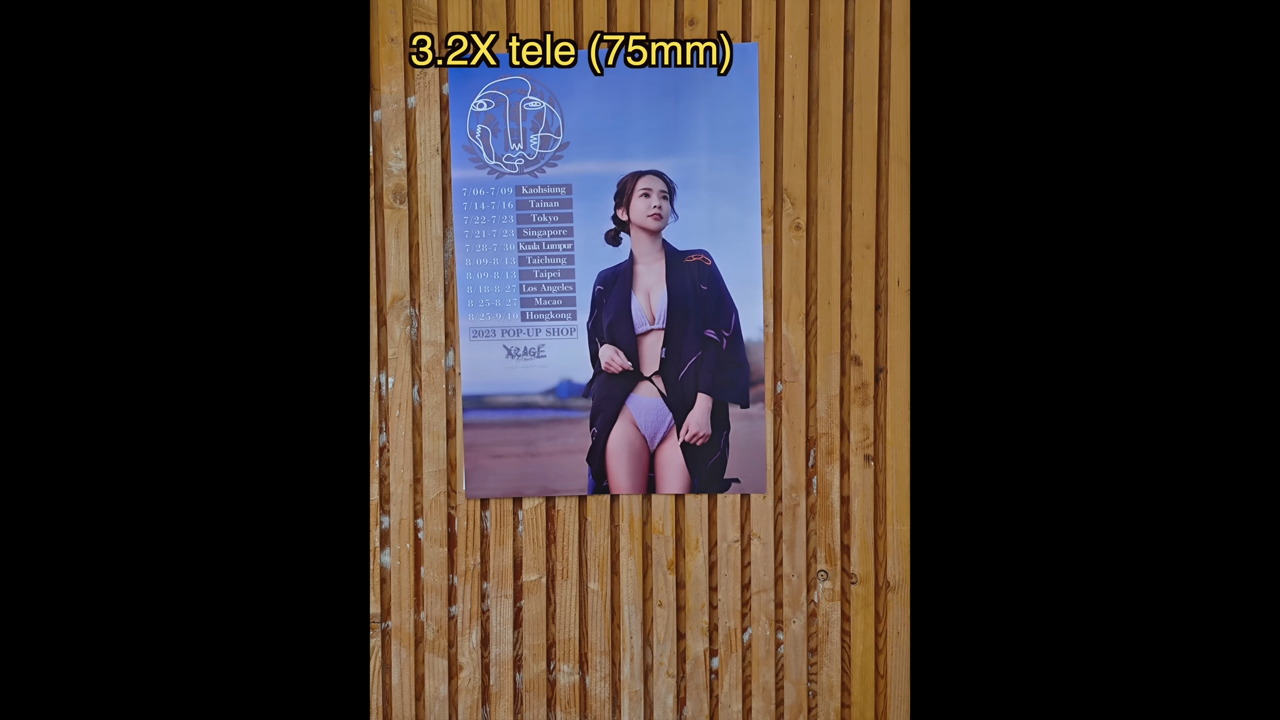 3.2X tele (75mm)
7/06-7/09 Kaohsiung
7/14-7/16 Tainan
7/22-7/23 Tokyo
7/21-7/23 Singapore
7/28-7/30 Kuala Lumpur
8/09-8/13 Taichung
8/09-8/13 Taipei
8/18-8/27 Los Angeles
8/25-8/27 Macao
8/25-9/10 Hongkong
2023 POP-UP SHOP
XRAGE